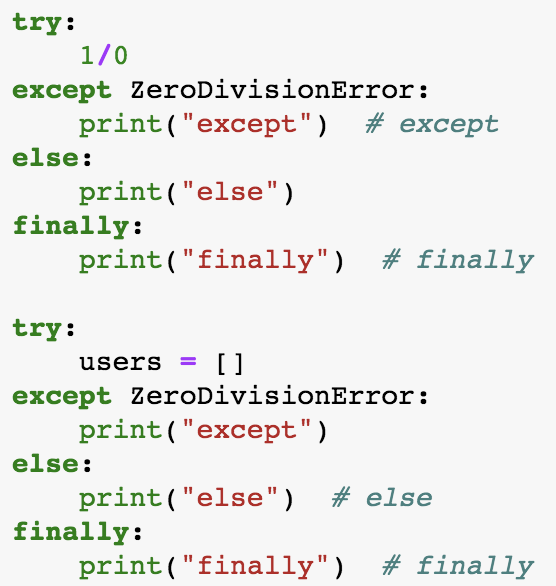 try:
    1/0
except ZeroDivisionError:
    print("except")  # except
else:
    print("else")
finally:
    print("finally")  # finally

try:
    users = []
except ZeroDivisionError:
    print("except")
else:
    print("else")  # else
finally:
    print("finally")  # finally